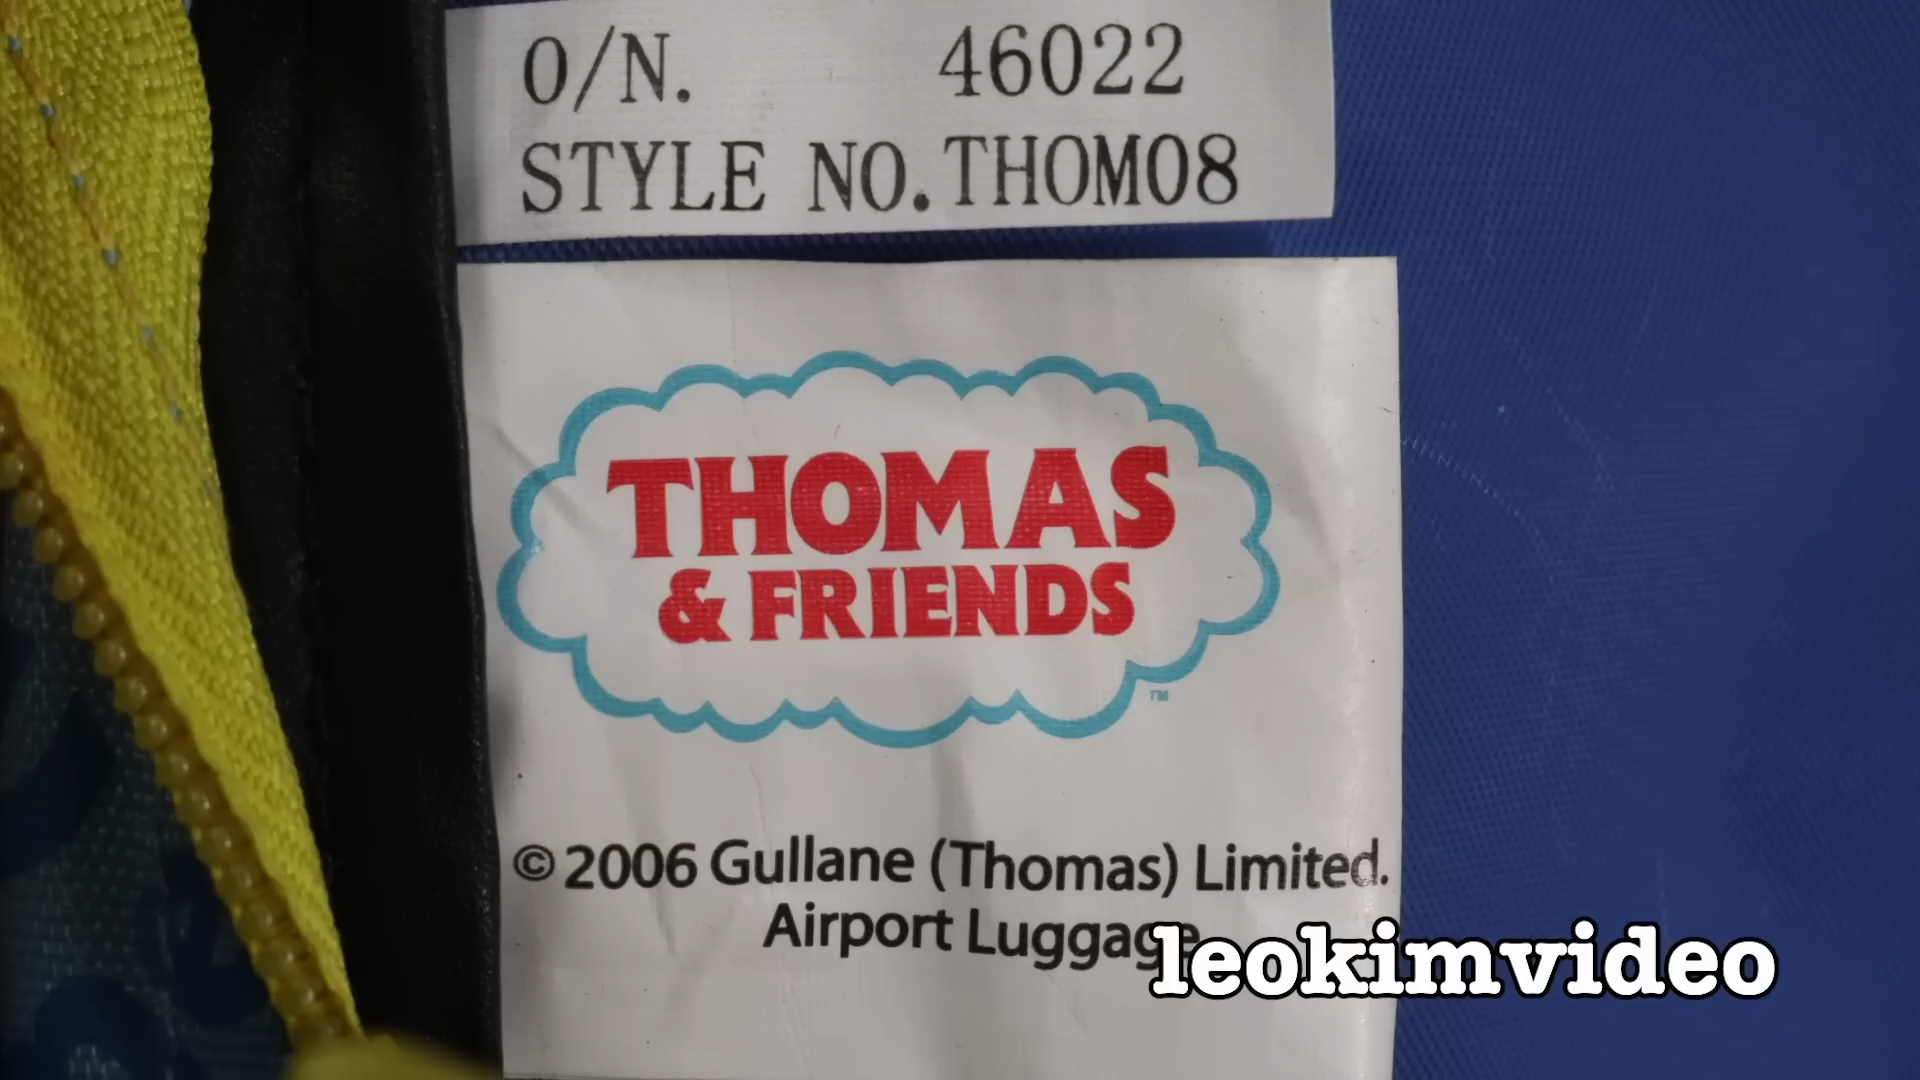 O/N. 46022
STYLE NO. THOM08
THOMAS
& FRIENDS
TM
© 2006 Gullane (Thomas) Limited.
Airport Luggage
leokimvideo